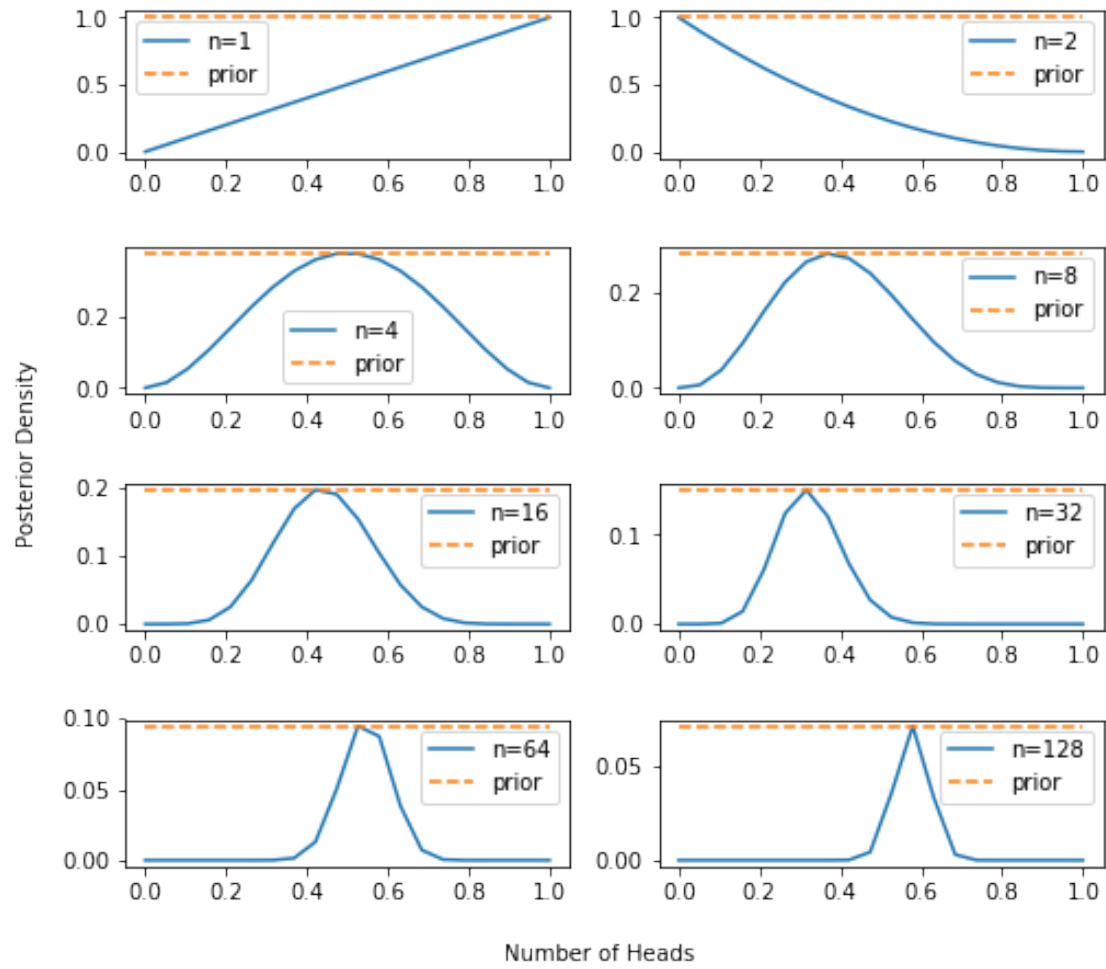 1.0
0.5
0.0
n=1
prior
0.0 0.2 0.4 0.6 0.8 1.0
1.0
0.5
0.0
n=2
prior
0.0 0.2 0.4 0.6 0.8 1.0
0.2
0.0
n=4
prior
0.0 0.2 0.4 0.6 0.8 1.0
0.2
0.0
n=8
prior
0.0 0.2 0.4 0.6 0.8 1.0
Posterior Density
0.2
0.1
0.0
n=16
prior
0.0 0.2 0.4 0.6 0.8 1.0
0.1
0.0
n=32
prior
0.0 0.2 0.4 0.6 0.8 1.0
0.10
0.05
0.00
n=64
prior
0.0 0.2 0.4 0.6 0.8 1.0
0.05
0.00
n=128
prior
0.0 0.2 0.4 0.6 0.8 1.0
Number of Heads